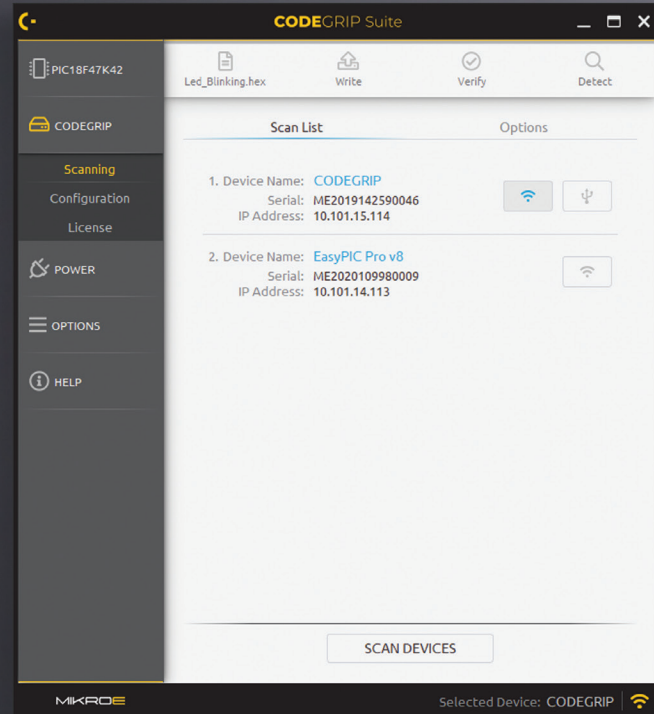 CODEGRIP Suite
PIC18F47K42
CODEGRIP
Scanning
Configuration
License
POWER
OPTIONS
HELP
Led_Blinking.hex
Write
Verify
Detect
Scan List
Options
1. Device Name: CODEGRIP
Serial: ME2019142590046
IP Address: 10.101.15.114
2. Device Name: EasyPIC Pro v8
Serial: ME2020109980009
IP Address: 10.101.14.113
SCAN DEVICES
MIKROE
Selected Device: CODEGRIP